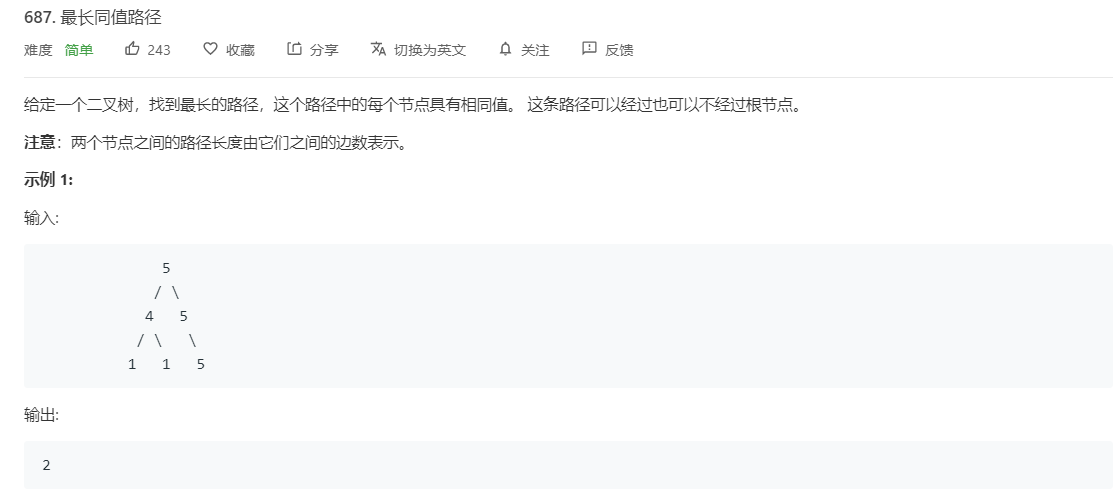 687. 最长同值路径
难度 简单 243 收藏 分享 切换为英文 关注 反馈
给定一个二叉树，找到最长的路径，这个路径中的每个节点具有相同值。 这条路径可以经过也可以不经过根节点。
注意：两个节点之间的路径长度由它们之间的边数表示。
示例 1:
输入:
5
/ \
4 5
/ \ \
1 1 5
输出:
2